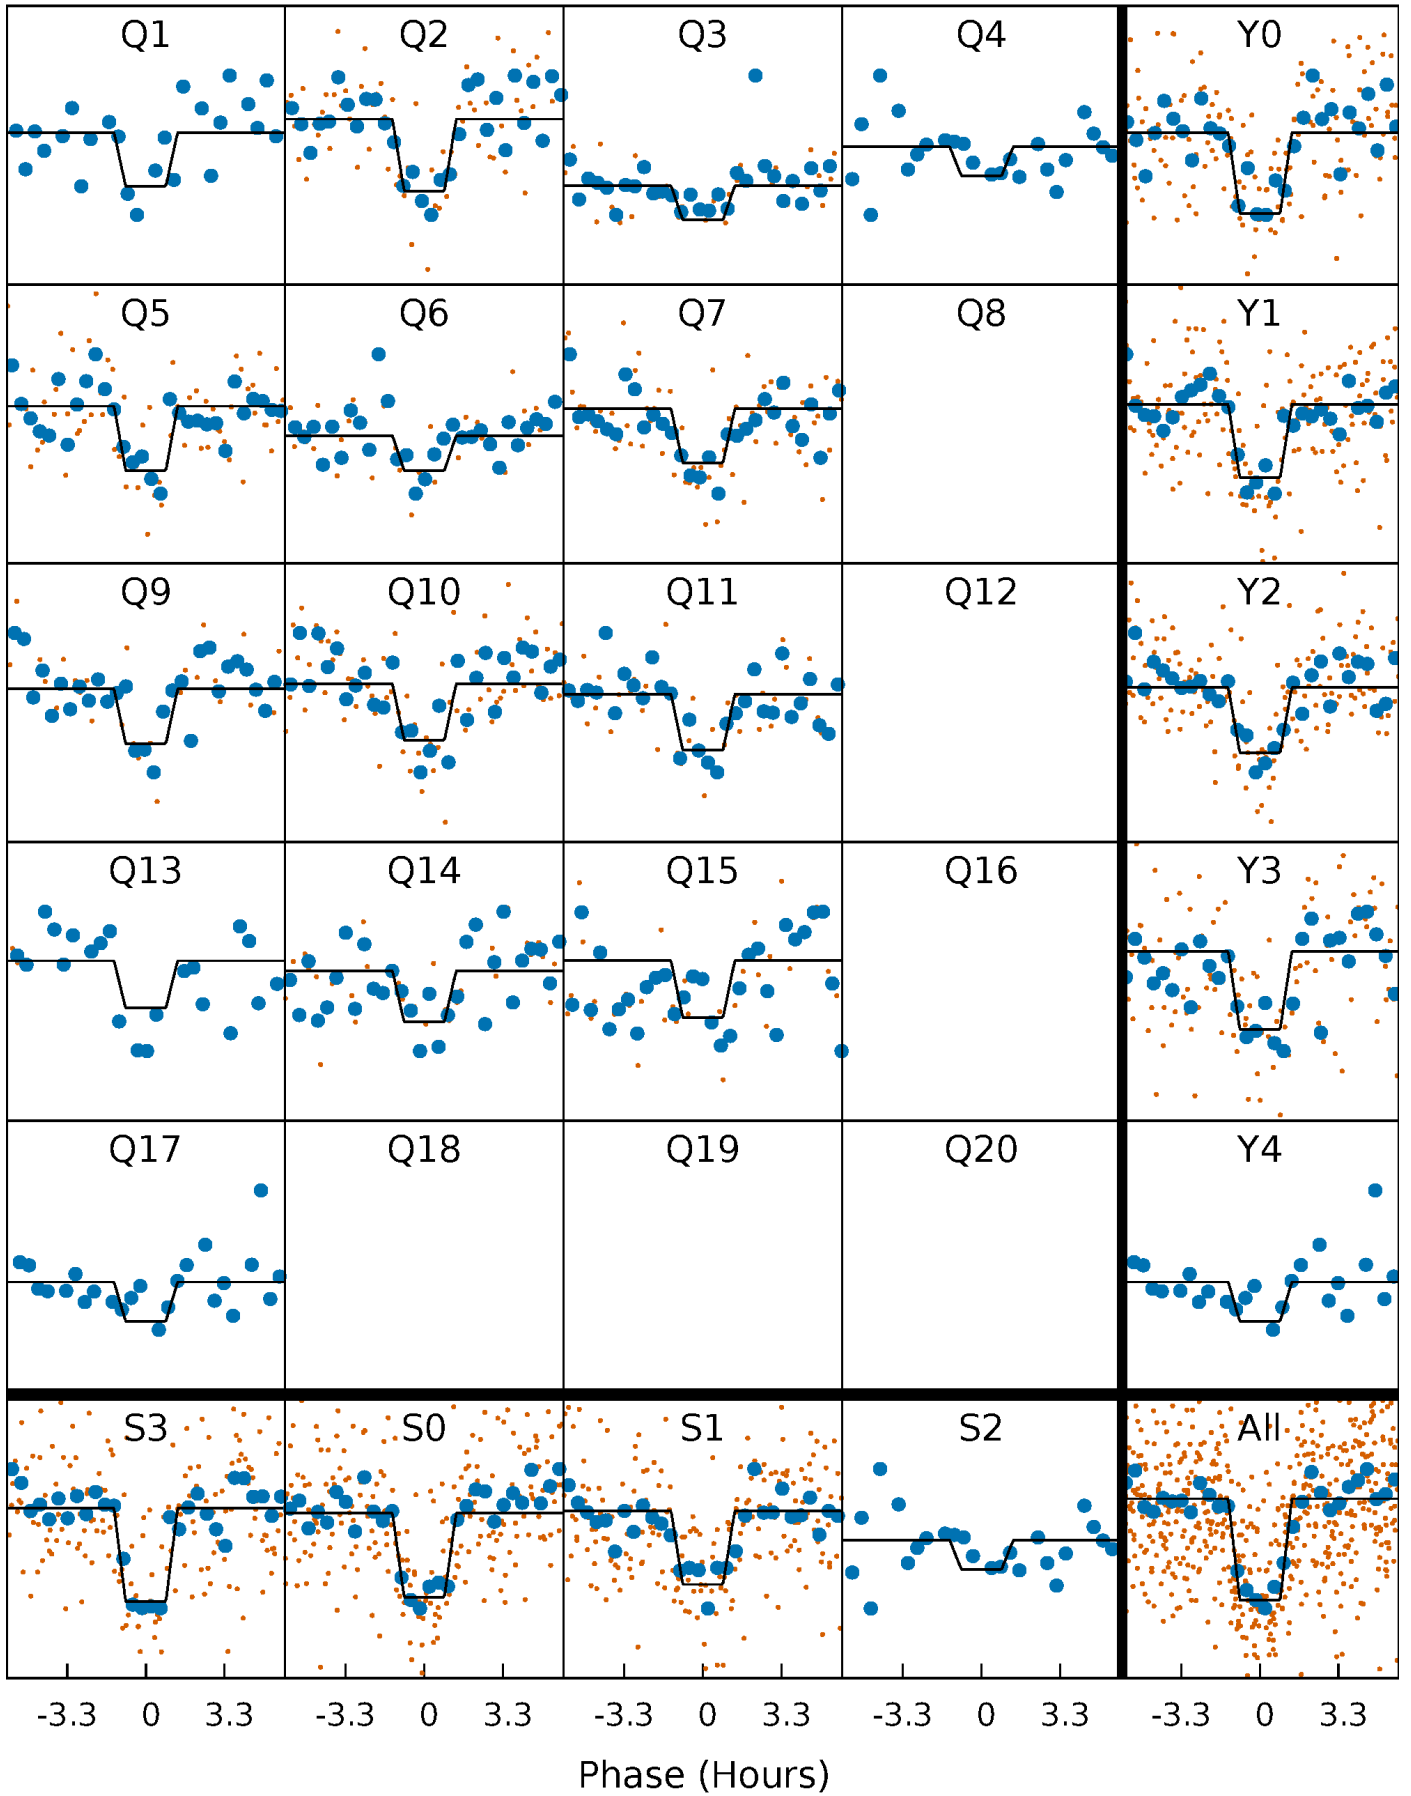 Q1 Q2 Q3 Q4 Y0
Q5 Q6 Q7 Q8 Y1
Q9 Q10 Q11 Q12 Y2
Q13 Q14 Q15 Q16 Y3
Q17 Q18 Q19 Q20 Y4
S3 S0 S1 S2 All
-3.3 0 3.3 -3.3 0 3.3 -3.3 0 3.3 -3.3 0 3.3 -3.3 0 3.3
Phase (Hours)